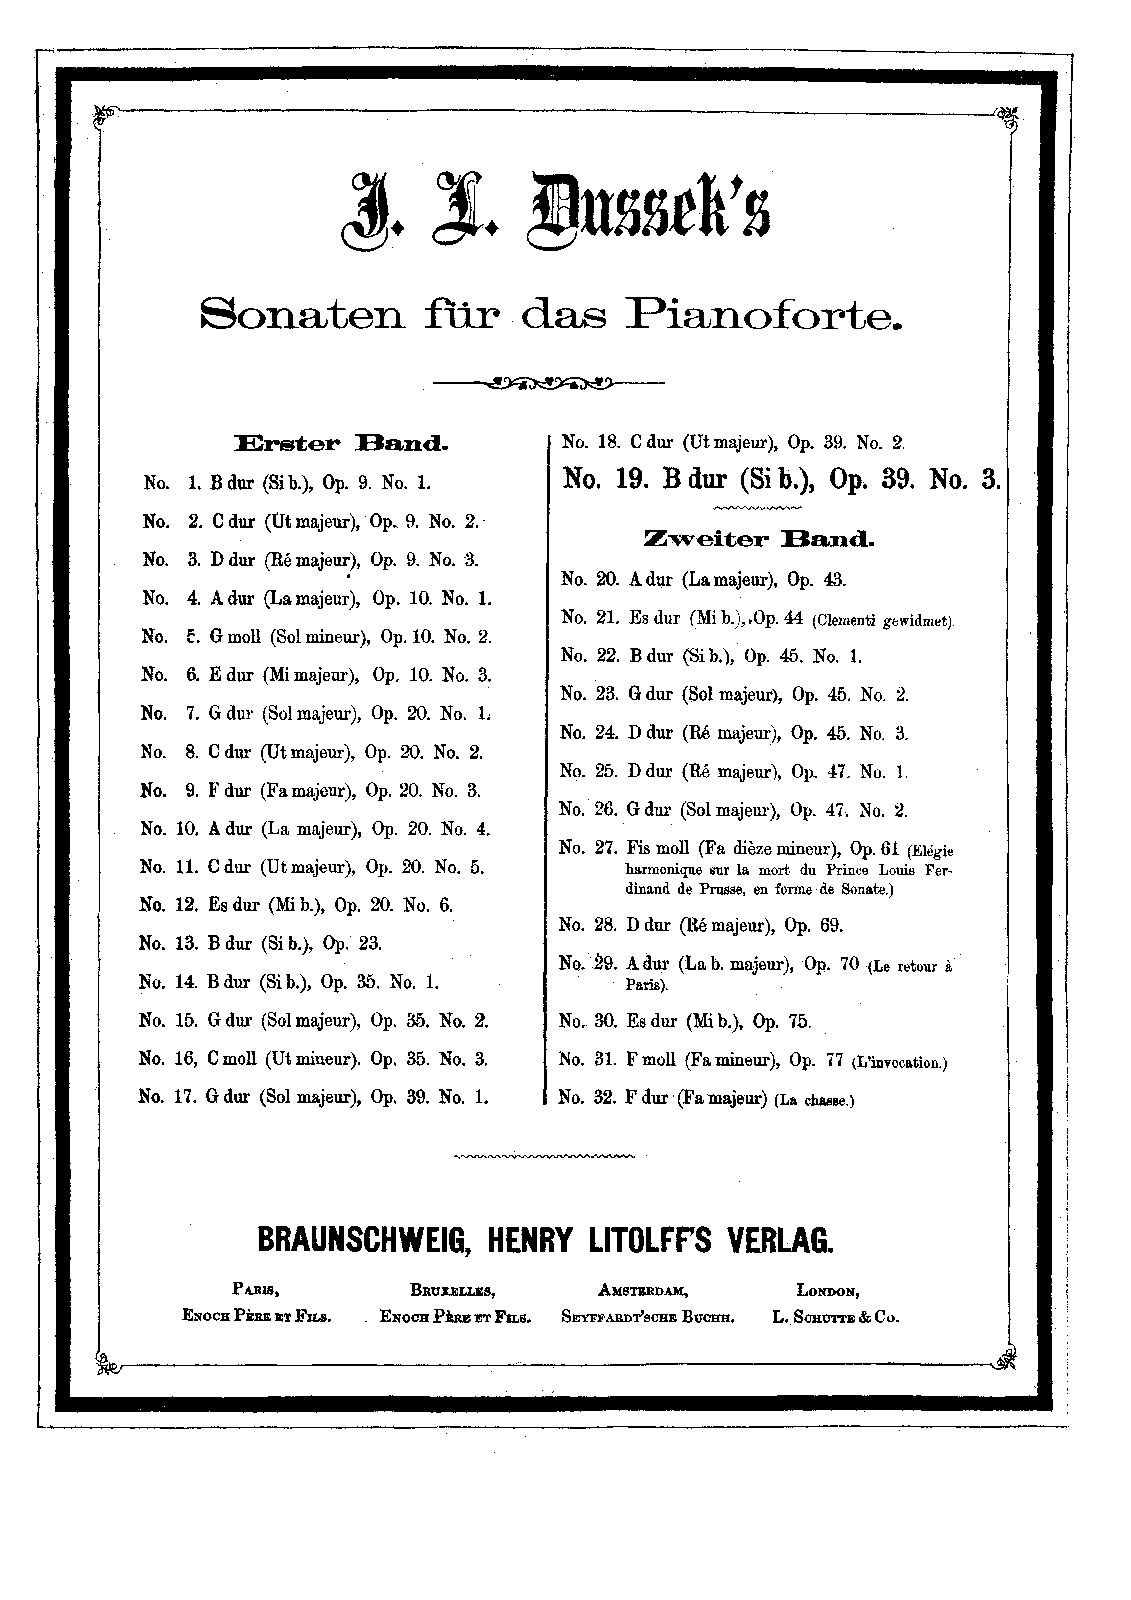 J. L. Dussek's
Sonaten für das Pianoforte.
Erster Band.
No. 1. B dur (Si b.), Op. 9. No. 1.
No. 2. C dur (Ut majeur), Op. 9. No. 2.
No. 3. D dur (Ré majeur), Op. 9. No. 3.
No. 4. A dur (La majeur), Op. 10. No. 1.
No. 5. G moll (Sol mineur), Op. 10. No. 2.
No. 6. E dur (Mi majeur), Op. 10. No. 3.
No. 7. G dur (Sol majeur), Op. 20. No. 1.
No. 8. C dur (Ut majeur), Op. 20. No. 2.
No. 9. F dur (Fa majeur), Op. 20. No. 3.
No. 10. A dur (La majeur), Op. 20. No. 4.
No. 11. C dur (Ut majeur), Op. 20. No. 5.
No. 12. Es dur (Mi b.), Op. 20. No. 6.
No. 13. B dur (Si b.), Op. 23.
No. 14. B dur (Si b.), Op. 35. No. 1.
No. 15. G dur (Sol majeur), Op. 35. No. 2.
No. 16, C moll (Ut mineur). Op. 35. No. 3.
No. 17. G dur (Sol majeur), Op. 39. No. 1.
No. 18. C dur (Ut majeur), Op. 39. No. 2.
No. 19. B dur (Si b.), Op. 39. No. 3.
Zweiter Band.
No. 20. A dur (La majeur), Op. 43.
No. 21. Es dur (Mi b.), Op. 44 (Clementi gewidmet).
No. 22. B dur (Si b.), Op. 45. No. 1.
No. 23. G dur (Sol majeur), Op. 45. No. 2.
No. 24. D dur (Ré majeur), Op. 45. No. 3.
No. 25. D dur (Ré majeur), Op. 47. No. 1.
No. 26. G dur (Sol majeur), Op. 47. No. 2.
No. 27. Fis moll (Fa dièze mineur), Op. 61 (Elégie
harmonique sur la mort du Prince Louis Fer-
dinand de Prusse, en forme de Sonate.)
No. 28. D dur (Ré majeur), Op. 69.
No. 29. A dur (La b. majeur), Op. 70 (Le retour à
Paris).
No. 30. Es dur (Mi b.), Op. 75.
No. 31. F moll (Fa mineur), Op. 77 (L'invocation.)
No. 32. F dur (Fa majeur) (La chasse.)
BRAUNSCHWEIG, HENRY LITOLFF'S VERLAG.
PARIS, BRUXELLES, AMSTERDAM, LONDON,
ENOCH PÈRE ET FILS. ENOCH PÈRE ET FILS. SEYFFARDT'SCHE BUCHH. L. SCHÜTTE & CO.